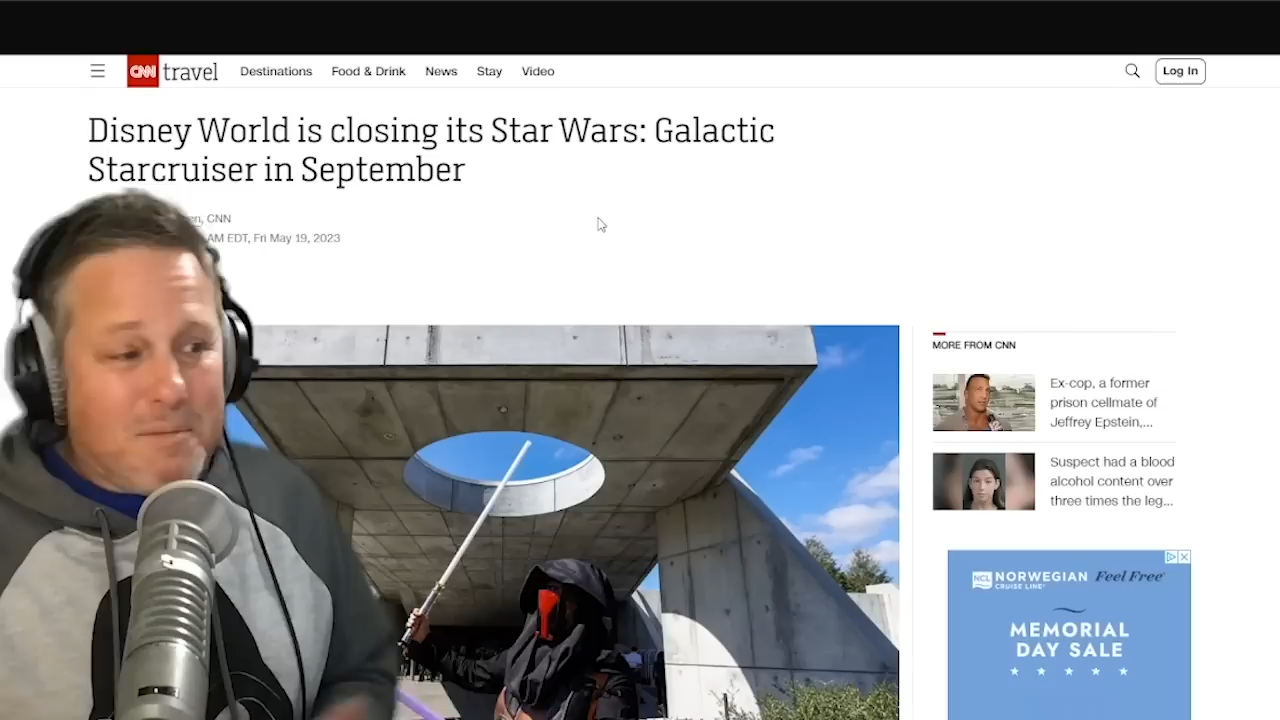 CNN travel Destinations Food & Drink News Stay Video Log In
Disney World is closing its Star Wars: Galactic
Starcruiser in September
CNN
AM EDT, Fri May 19, 2023
MORE FROM CNN
Ex-cop, a former
prison cellmate of
Jeffrey Epstein,...
Suspect had a blood
alcohol content over
three times the leg...
NCL NORWEGIAN
CRUISE LINE
Feel Free
MEMORIAL
DAY SALE